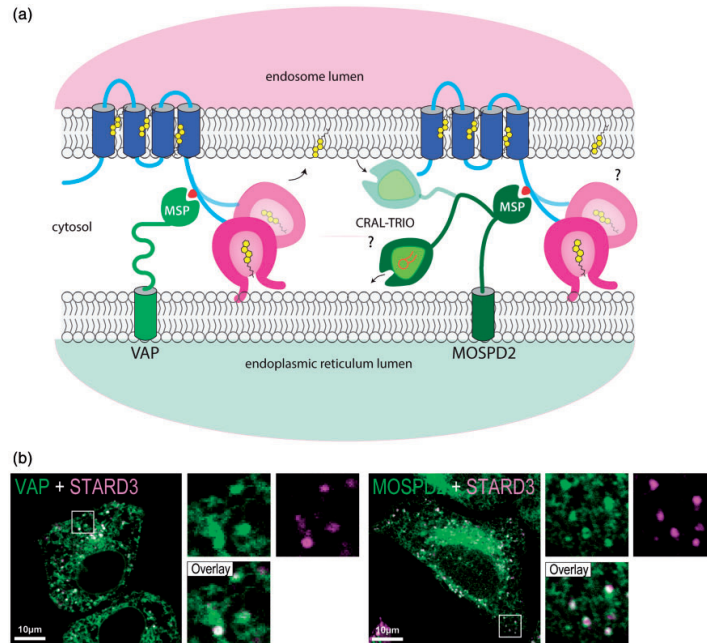 (a)
endosome lumen
MSP
CRAL-TRIO
MSP
?
cytosol
?
VAP
MOSPD2
endoplasmic reticulum lumen
(b)
VAP + STARD3
MOSPD2 + STARD3
Overlay
Overlay
10µm
10µm